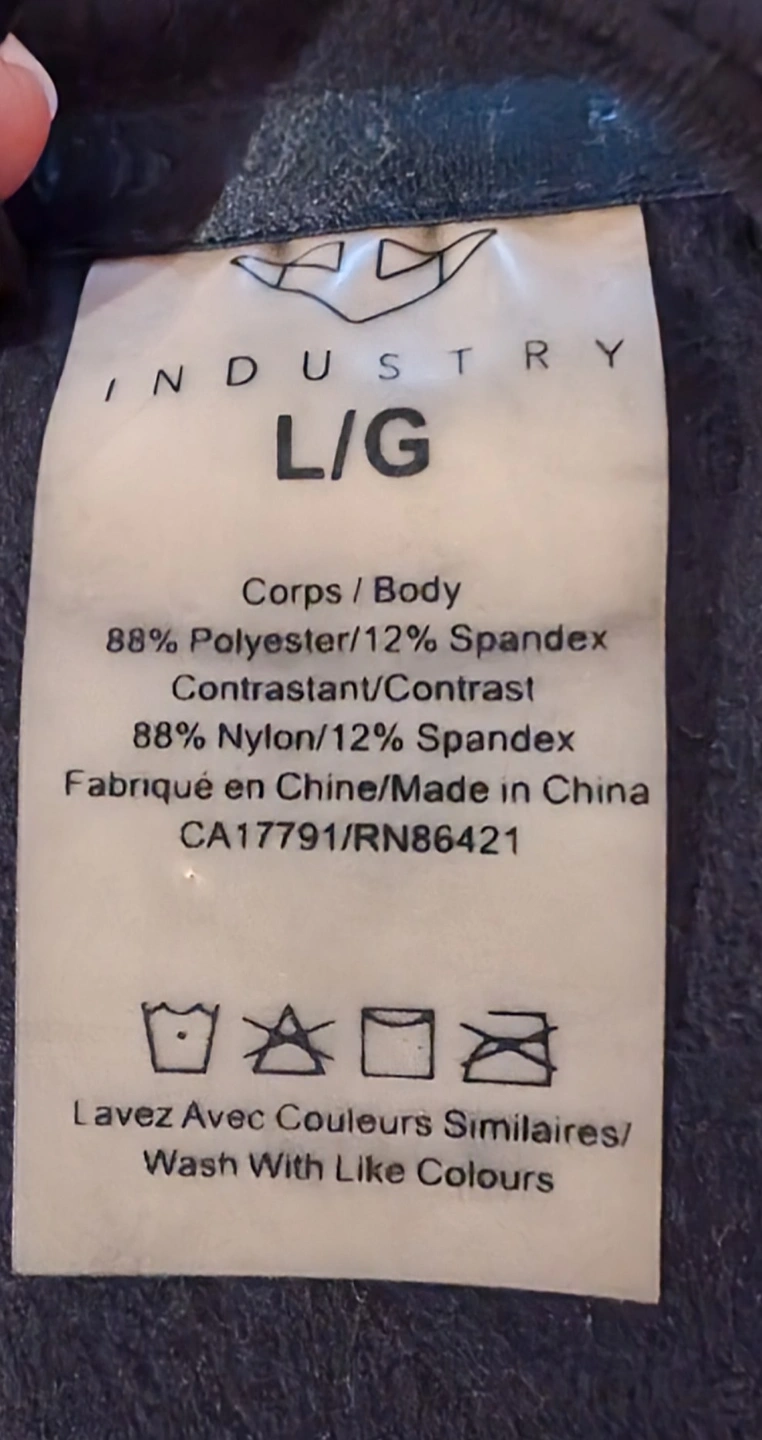 INDUSTRY
L/G
Corps / Body
88% Polyester/12% Spandex
Contrastant/Contrast
88% Nylon/12% Spandex
Fabriqué en Chine/Made in China
CA17791/RN86421
Lavez Avec Couleurs Similaires/
Wash With Like Colours